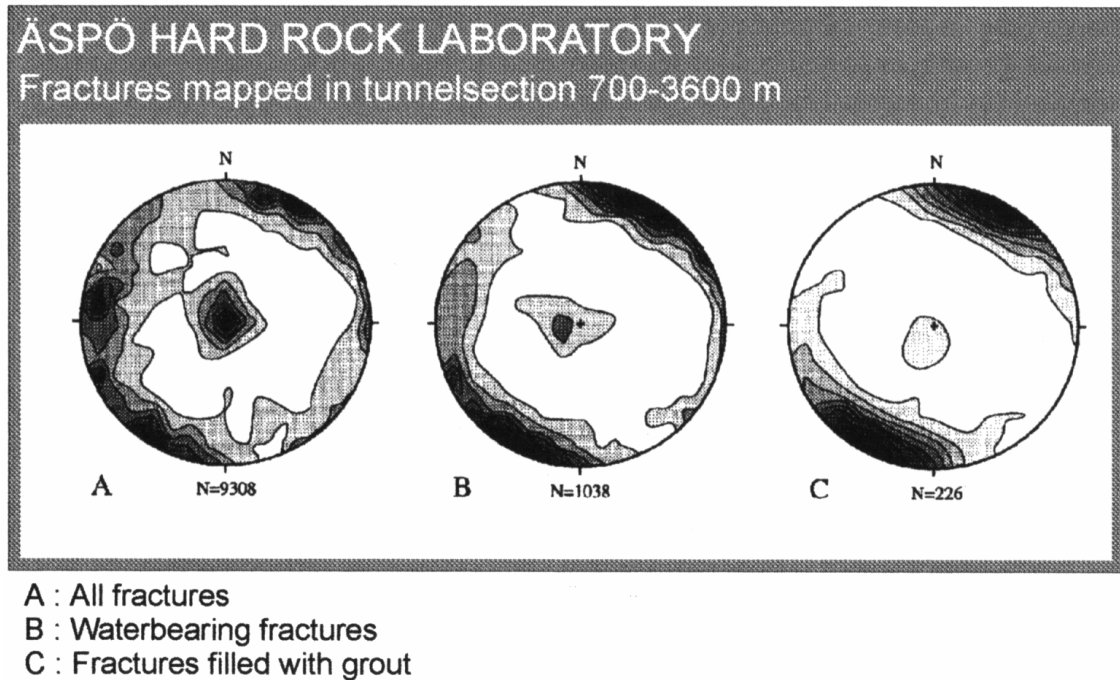 ÄSPÖ HARD ROCK LABORATORY
Fractures mapped in tunnelsection 700-3600 m
N N N
A N=9308 B N=1038 C N=226
A : All fractures
B : Waterbearing fractures
C : Fractures filled with grout